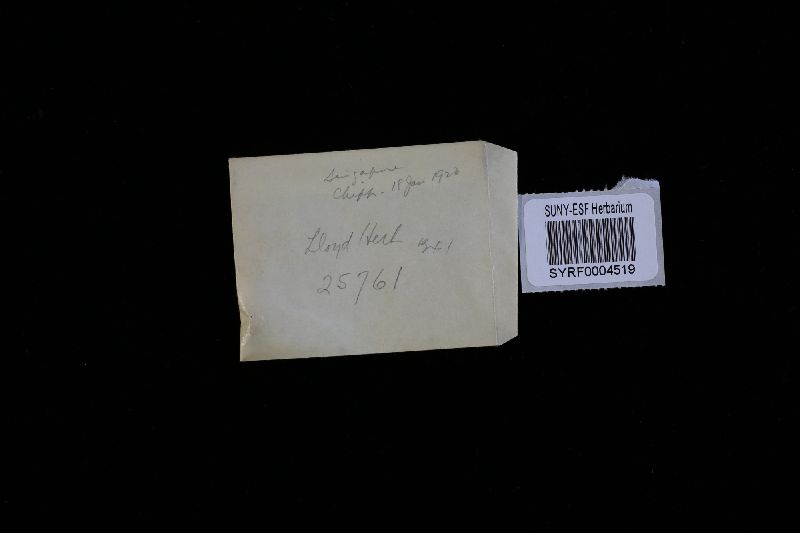 Singapore
Chipp. 18 Jan 1920
Lloyd Herb
25761
SUNY-ESF Herbarium
SYRF0004519